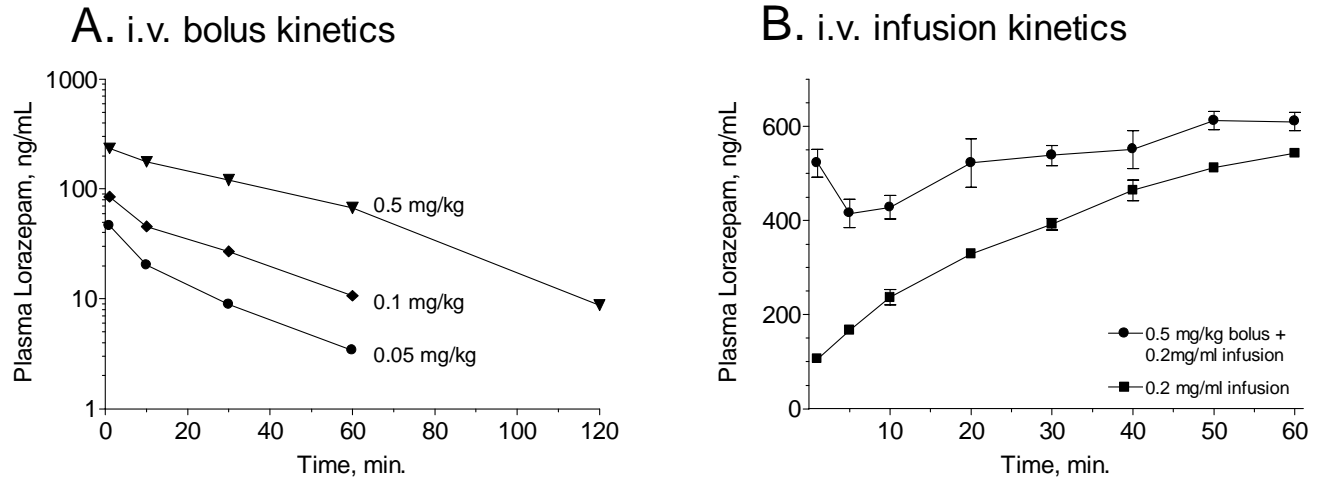 A. i.v. bolus kinetics
1000
100
10
1
Plasma Lorazepam, ng/mL
0.5 mg/kg
0.1 mg/kg
0.05 mg/kg
0 20 40 60 80 100 120
Time, min.
B. i.v. infusion kinetics
600
400
200
0
Plasma Lorazepam, ng/mL
0.5 mg/kg bolus +
0.2mg/ml infusion
0.2 mg/ml infusion
10 20 30 40 50 60
Time, min.